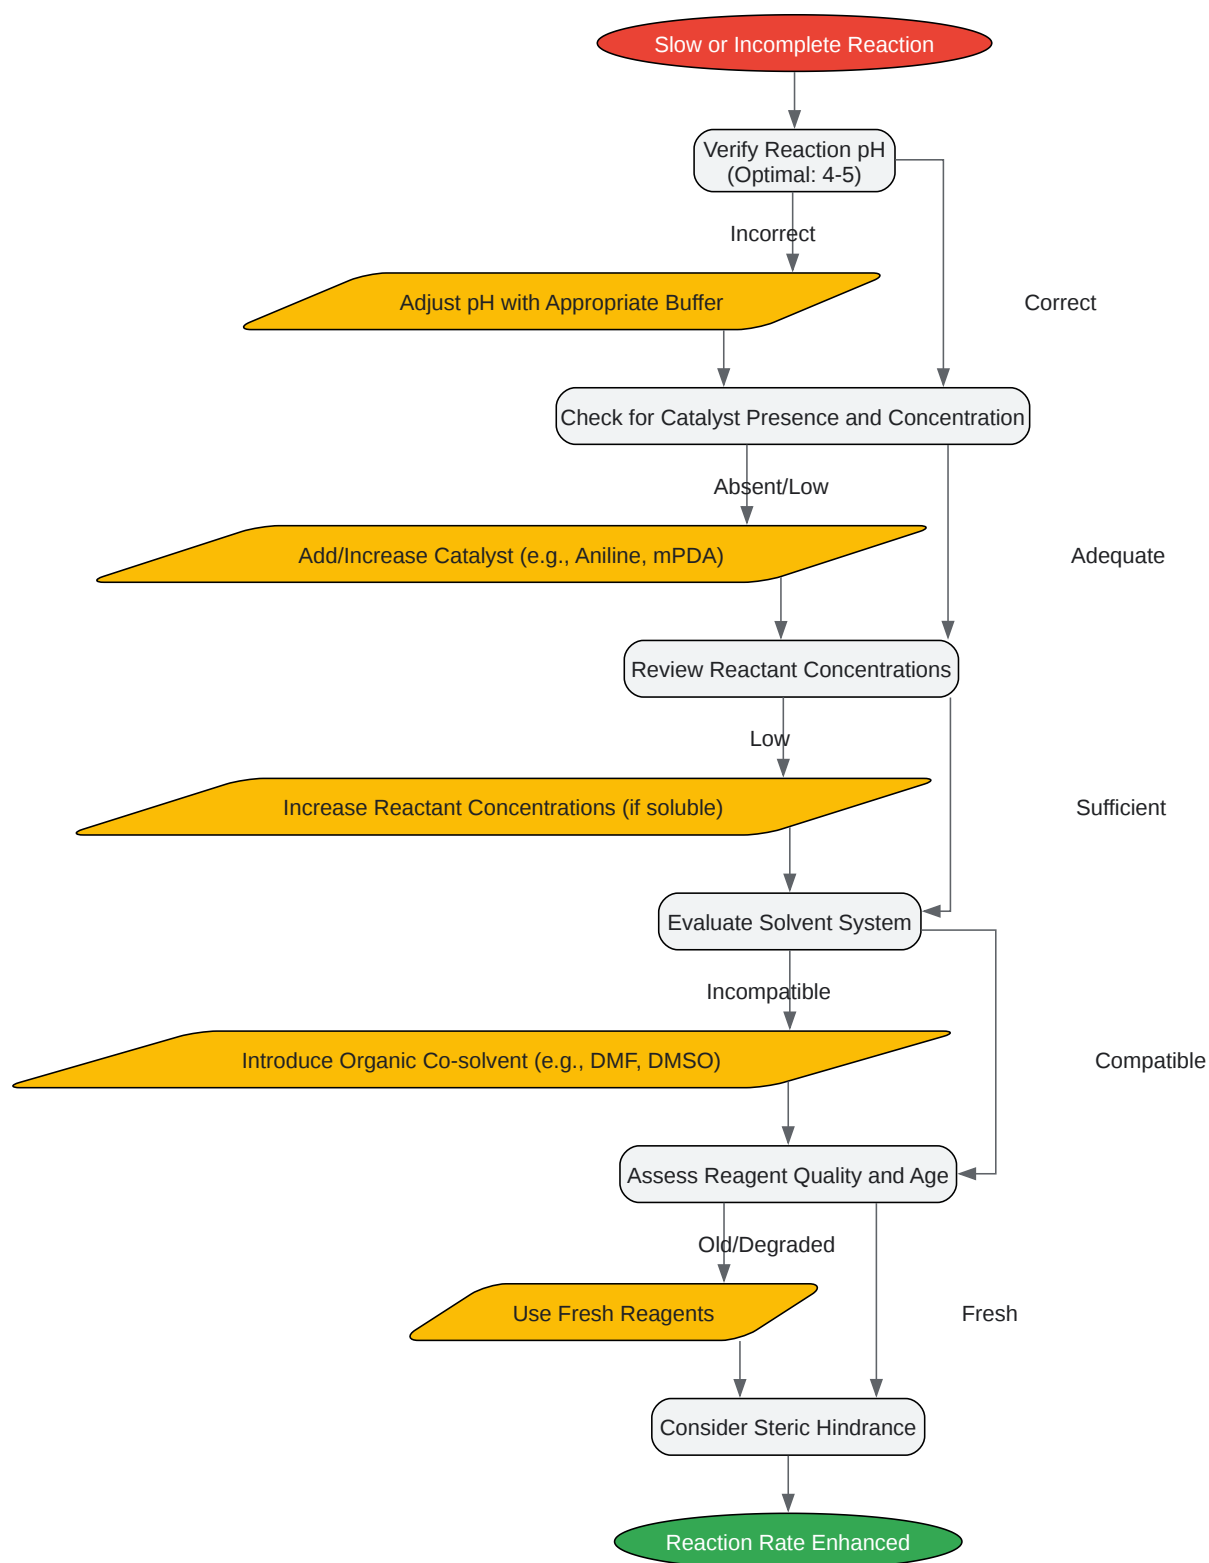 Slow or Incomplete Reaction
Verify Reaction pH
(Optimal: 4-5)
Incorrect
Adjust pH with Appropriate Buffer
Correct
Check for Catalyst Presence and Concentration
Absent/Low
Add/Increase Catalyst (e.g., Aniline, mPDA)
Adequate
Review Reactant Concentrations
Low
Increase Reactant Concentrations (if soluble)
Sufficient
Evaluate Solvent System
Incompatible
Introduce Organic Co-solvent (e.g., DMF, DMSO)
Compatible
Assess Reagent Quality and Age
Old/Degraded
Use Fresh Reagents
Fresh
Consider Steric Hindrance
Reaction Rate Enhanced